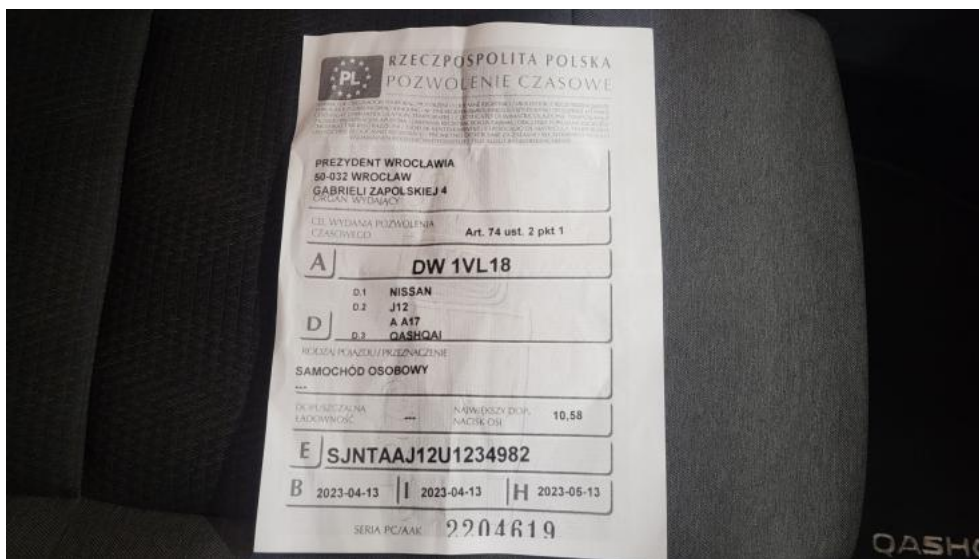 PL
RZECZPOSPOLITA POLSKA
POZWOLENIE CZASOWE
PREZYDENT WROCŁAWIA
50-032 WROCŁAW
GABRIELI ZAPOLSKIEJ 4
ORGAN WYDAJĄCY
CEL WYDANIA POZWOLENIA
CZASOWEGO --- Art. 74 ust. 2 pkt 1
A DW 1VL18
D.1 NISSAN
D.2 J12
A A17
D D.3 QASHQAI
RODZAJ POJAZDU / PRZEZNACZENIE
SAMOCHÓD OSOBOWY
---
DOPUSZCZALNA ŁADOWNOŚĆ --- NAJWIĘKSZY DOP. NACISK OSI 10,58
E SJNTAAJ12U1234982
B 2023-04-13 I 2023-04-13 H 2023-05-13
SERIA PC/AAK 2204619
QASH